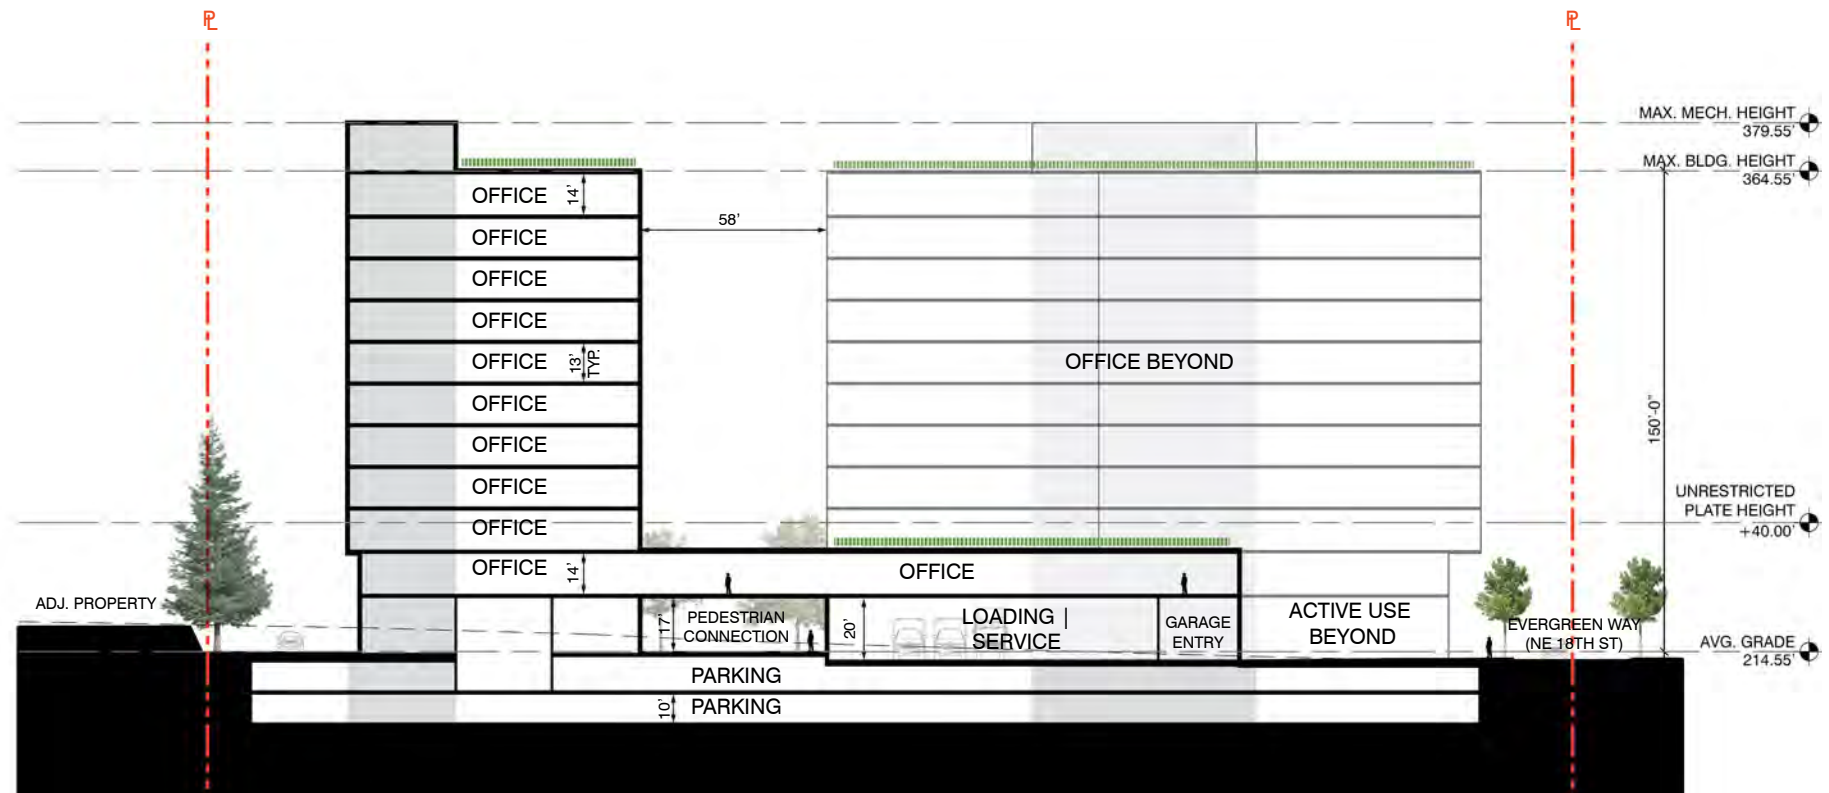 PL
PL
MAX. MECH. HEIGHT
379.55'
MAX. BLDG. HEIGHT
364.55'
OFFICE
14'
58'
OFFICE
OFFICE
OFFICE
OFFICE
13'
TYP.
OFFICE BEYOND
OFFICE
150'-0"
OFFICE
OFFICE
UNRESTRICTED
PLATE HEIGHT
+40.00'
OFFICE
OFFICE
14'
OFFICE
ADJ. PROPERTY
17'
PEDESTRIAN
CONNECTION
20'
LOADING |
SERVICE
GARAGE
ENTRY
ACTIVE USE
BEYOND
EVERGREEN WAY
(NE 18TH ST)
AVG. GRADE
214.55'
PARKING
10'
PARKING